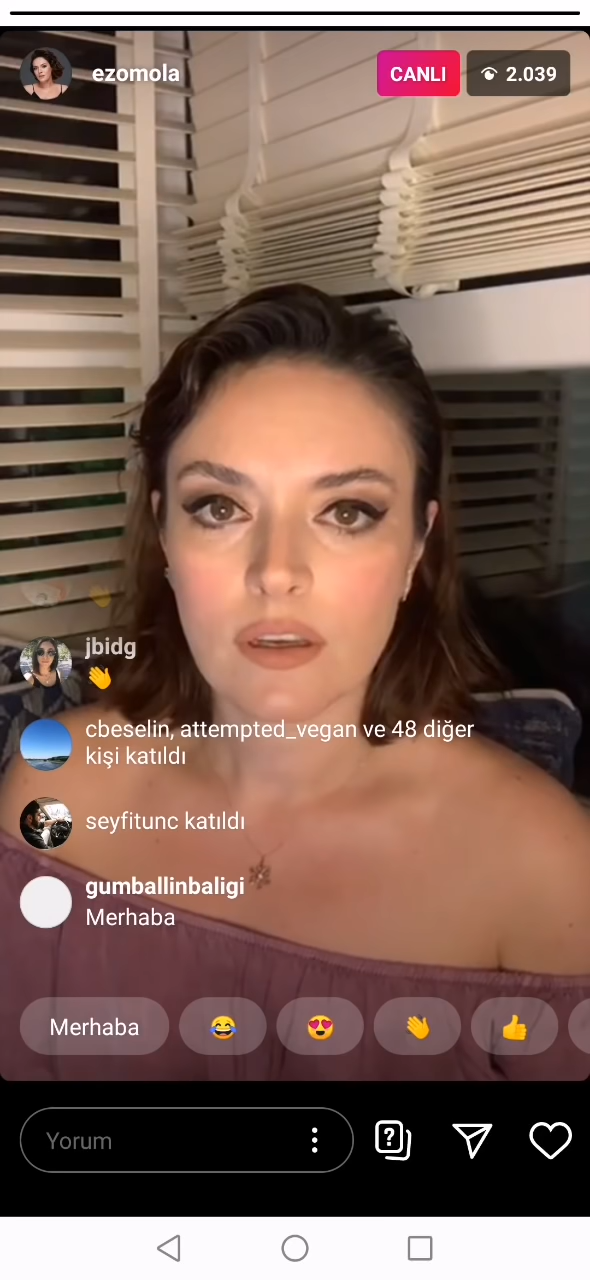 ezomola
CANLI
2.039
jbidg
cbeselin, attempted_vegan ve 48 diğer
kişi katıldı
seyfitunc katıldı
gumballinbaligi
Merhaba
Merhaba
Yorum